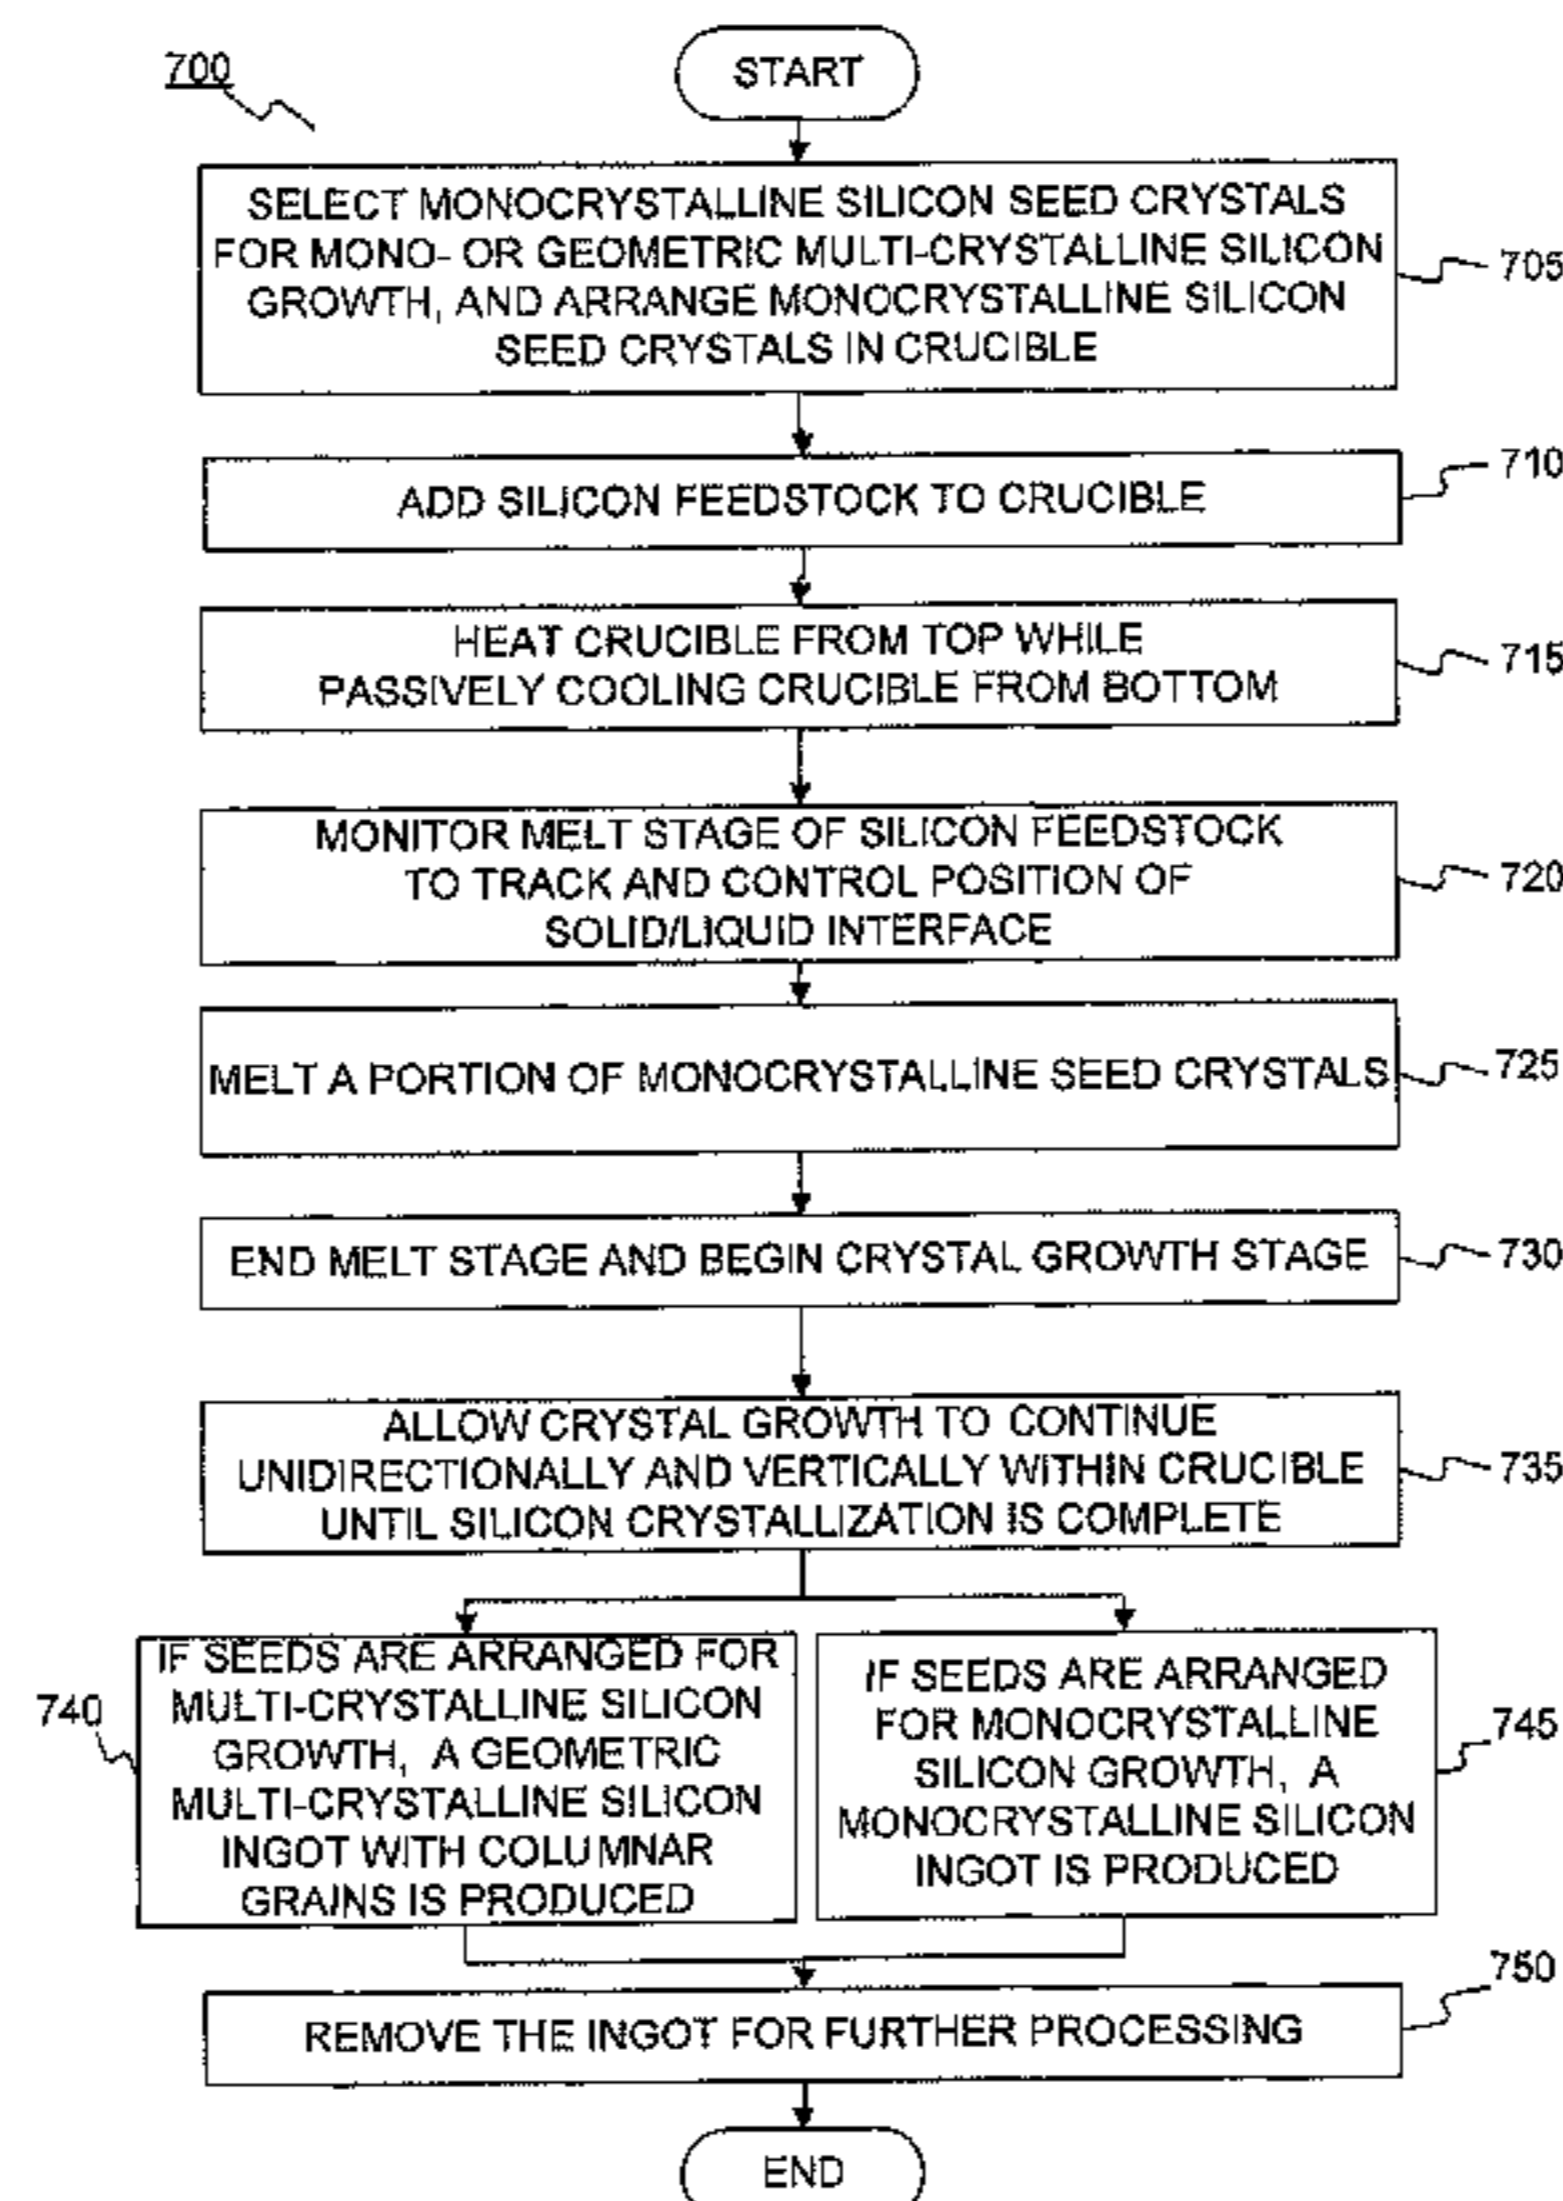 700
START
SELECT MONOCRYSTALLINE SILICON SEED CRYSTALS
FOR MONO- OR GEOMETRIC MULTI-CRYSTALLINE SILICON
GROWTH, AND ARRANGE MONOCRYSTALLINE SILICON
SEED CRYSTALS IN CRUCIBLE
705
ADD SILICON FEEDSTOCK TO CRUCIBLE
710
HEAT CRUCIBLE FROM TOP WHILE
PASSIVELY COOLING CRUCIBLE FROM BOTTOM
715
MONITOR MELT STAGE OF SILICON FEEDSTOCK
TO TRACK AND CONTROL POSITION OF
SOLID/LIQUID INTERFACE
720
MELT A PORTION OF MONOCRYSTALLINE SEED CRYSTALS
725
END MELT STAGE AND BEGIN CRYSTAL GROWTH STAGE
730
ALLOW CRYSTAL GROWTH TO CONTINUE
UNIDIRECTIONALLY AND VERTICALLY WITHIN CRUCIBLE
UNTIL SILICON CRYSTALLIZATION IS COMPLETE
735
740
IF SEEDS ARE ARRANGED FOR
MULTI-CRYSTALLINE SILICON
GROWTH, A GEOMETRIC
MULTI-CRYSTALLINE SILICON
INGOT WITH COLUMNAR
GRAINS IS PRODUCED
IF SEEDS ARE ARRANGED
FOR MONOCRYSTALLINE
SILICON GROWTH, A
MONOCRYSTALLINE SILICON
INGOT IS PRODUCED
745
REMOVE THE INGOT FOR FURTHER PROCESSING
750
END